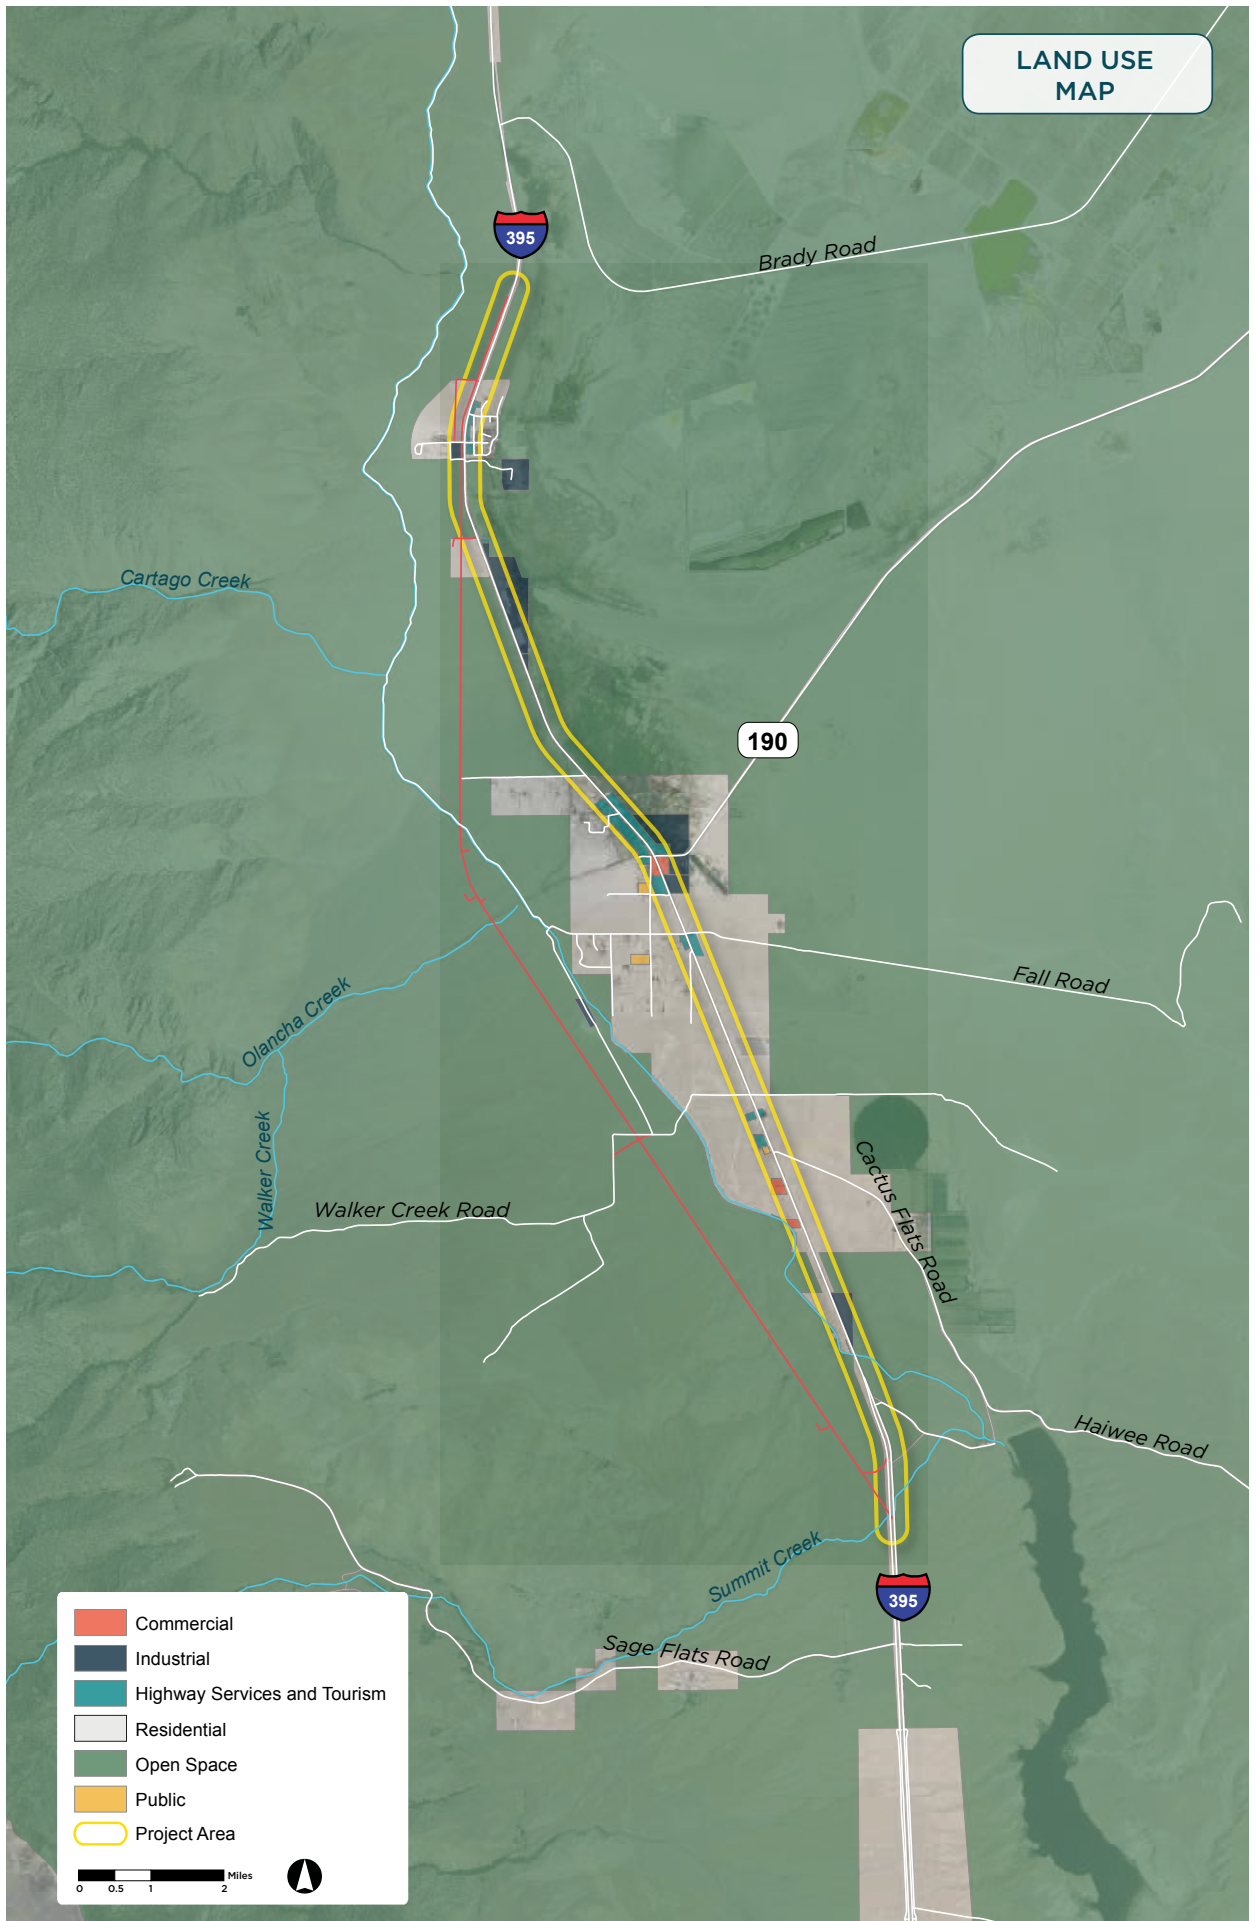 LAND USE
MAP
395
Brady Road
Cartago Creek
190
Fall Road
Olancha Creek
Walker Creek
Cactus Flats Road
Walker Creek Road
Haiwee Road
Summit Creek
395
Sage Flats Road
Commercial
Industrial
Highway Services and Tourism
Residential
Open Space
Public
Project Area
Miles
0 0.5 1 2